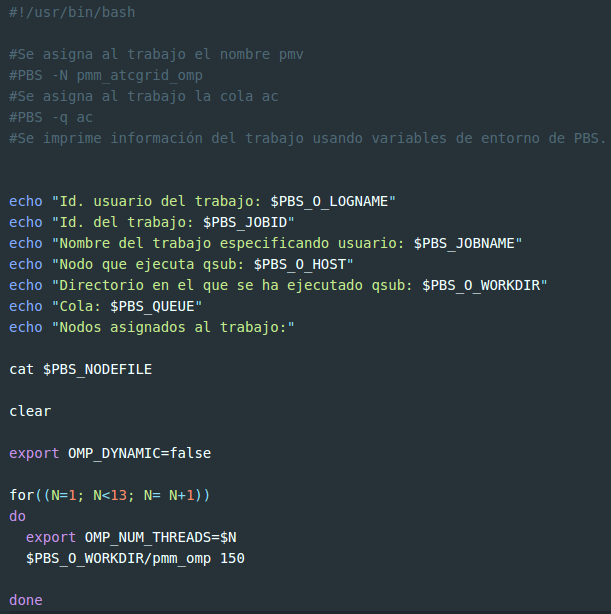 #!/usr/bin/bash
#Se asigna al trabajo el nombre pmv
#PBS -N pmm_atcgrid_omp
#Se asigna al trabajo la cola ac
#PBS -q ac
#Se imprime información del trabajo usando variables de entorno de PBS.
echo "Id. usuario del trabajo: $PBS_O_LOGNAME"
echo "Id. del trabajo: $PBS_JOBID"
echo "Nombre del trabajo especificando usuario: $PBS_JOBNAME"
echo "Nodo que ejecuta qsub: $PBS_O_HOST"
echo "Directorio en el que se ha ejecutado qsub: $PBS_O_WORKDIR"
echo "Cola: $PBS_QUEUE"
echo "Nodos asignados al trabajo:"
cat $PBS_NODEFILE
clear
export OMP_DYNAMIC=false
for((N=1; N<13; N= N+1))
do
  export OMP_NUM_THREADS=$N
  $PBS_O_WORKDIR/pmm_omp 150
done